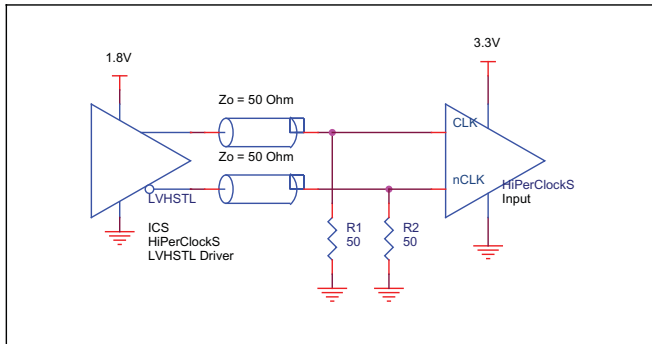 1.8V
3.3V
Zo = 50 Ohm
CLK
Zo = 50 Ohm
nCLK
LVHSTL
HiPerClockS
Input
ICS
HiPerClockS
LVHSTL Driver
R1
50
R2
50